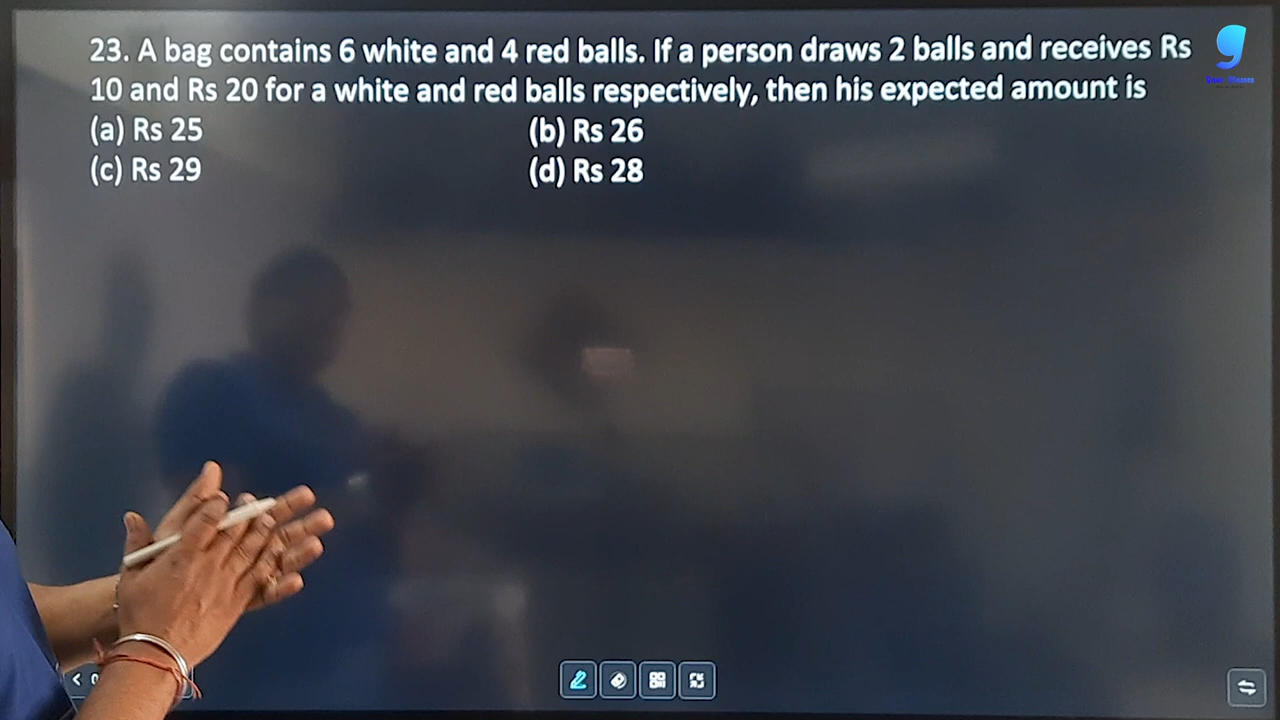 23. A bag contains 6 white and 4 red balls. If a person draws 2 balls and receives Rs
10 and Rs 20 for a white and red balls respectively, then his expected amount is
(a) Rs 25 (b) Rs 26
(c) Rs 29 (d) Rs 28